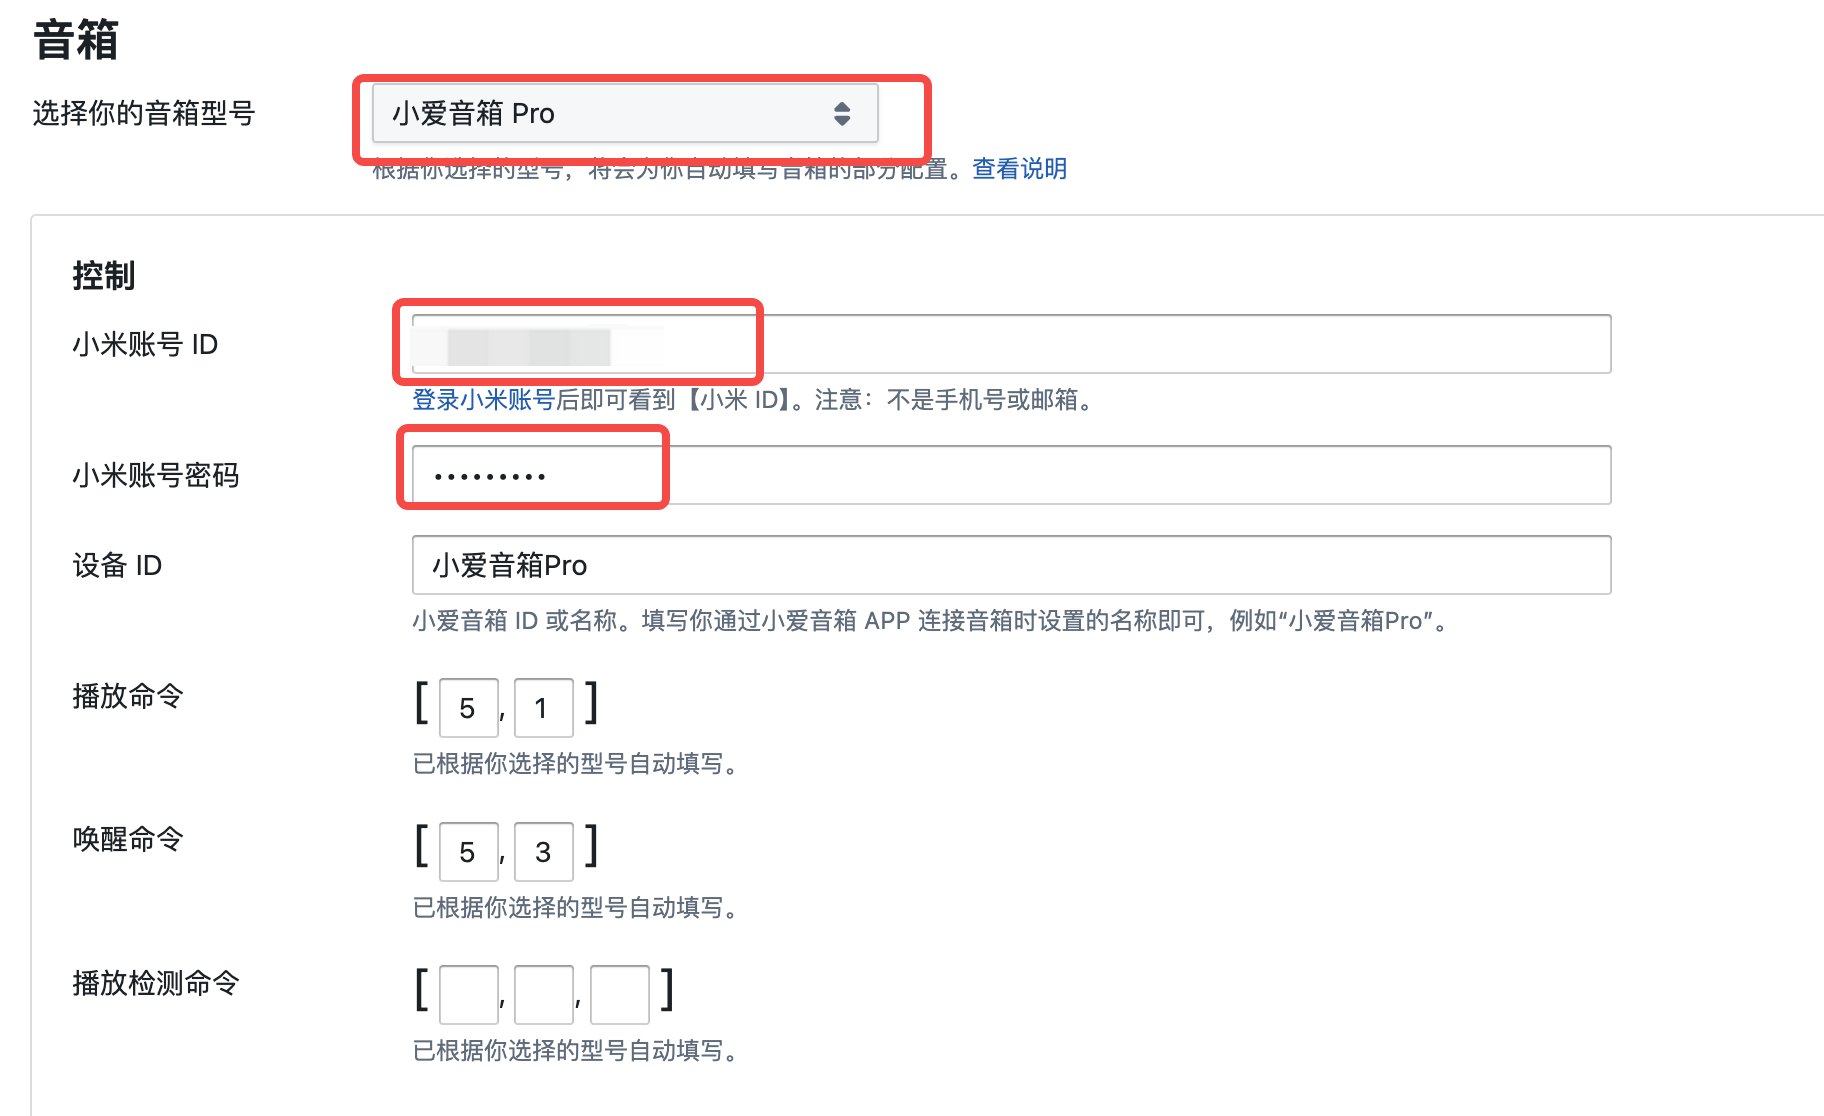 音箱
选择你的音箱型号
小爱音箱 Pro
根据你选择的型号，将会为你自动填写音箱的部分配置。查看说明
控制
小米账号 ID
登录小米账号后即可看到【小米 ID】。注意：不是手机号或邮箱。
小米账号密码
•••••••••
设备 ID
小爱音箱Pro
小爱音箱 ID 或名称。填写你通过小爱音箱 APP 连接音箱时设置的名称即可，例如“小爱音箱Pro”。
播放命令
[ 5 , 1 ]
已根据你选择的型号自动填写。
唤醒命令
[ 5 , 3 ]
已根据你选择的型号自动填写。
播放检测命令
[ , , ]
已根据你选择的型号自动填写。